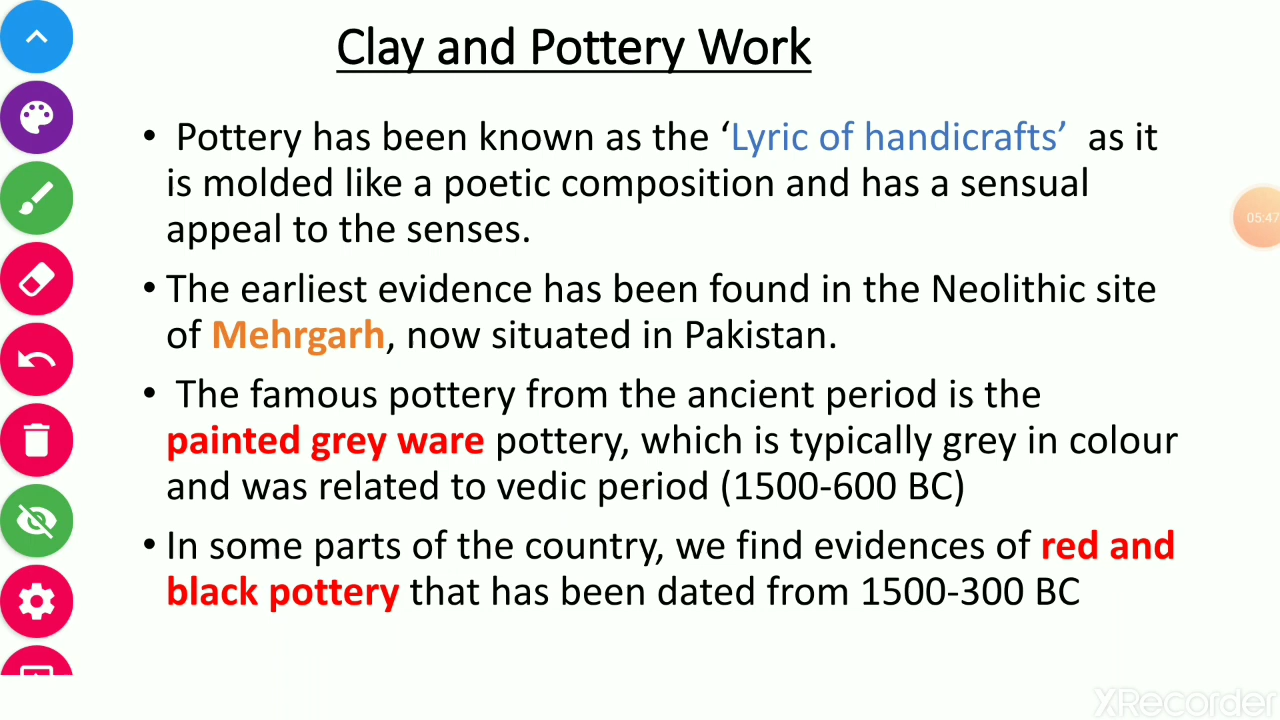 Clay and Pottery Work
• Pottery has been known as the ‘Lyric of handicrafts’ as it
is molded like a poetic composition and has a sensual
appeal to the senses.
• The earliest evidence has been found in the Neolithic site
of Mehrgarh, now situated in Pakistan.
• The famous pottery from the ancient period is the
painted grey ware pottery, which is typically grey in colour
and was related to vedic period (1500-600 BC)
• In some parts of the country, we find evidences of red and
black pottery that has been dated from 1500-300 BC
05:47
XRecorder